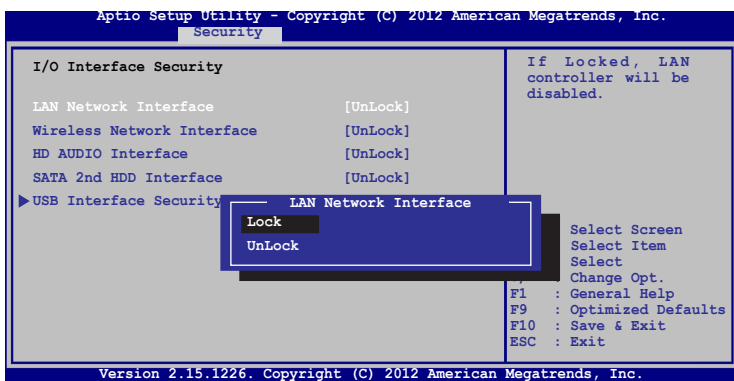 Aptio Setup Utility - Copyright (C) 2012 American Megatrends, Inc.
Security
I/O Interface Security
LAN Network Interface [UnLock]
Wireless Network Interface [UnLock]
HD AUDIO Interface [UnLock]
SATA 2nd HDD Interface [UnLock]
USB Interface Security
LAN Network Interface
Lock
UnLock
If Locked, LAN
controller will be
disabled.
Select Screen
Select Item
Select
: Change Opt.
F1 : General Help
F9 : Optimized Defaults
F10 : Save & Exit
ESC : Exit
Version 2.15.1226. Copyright (C) 2012 American Megatrends, Inc.